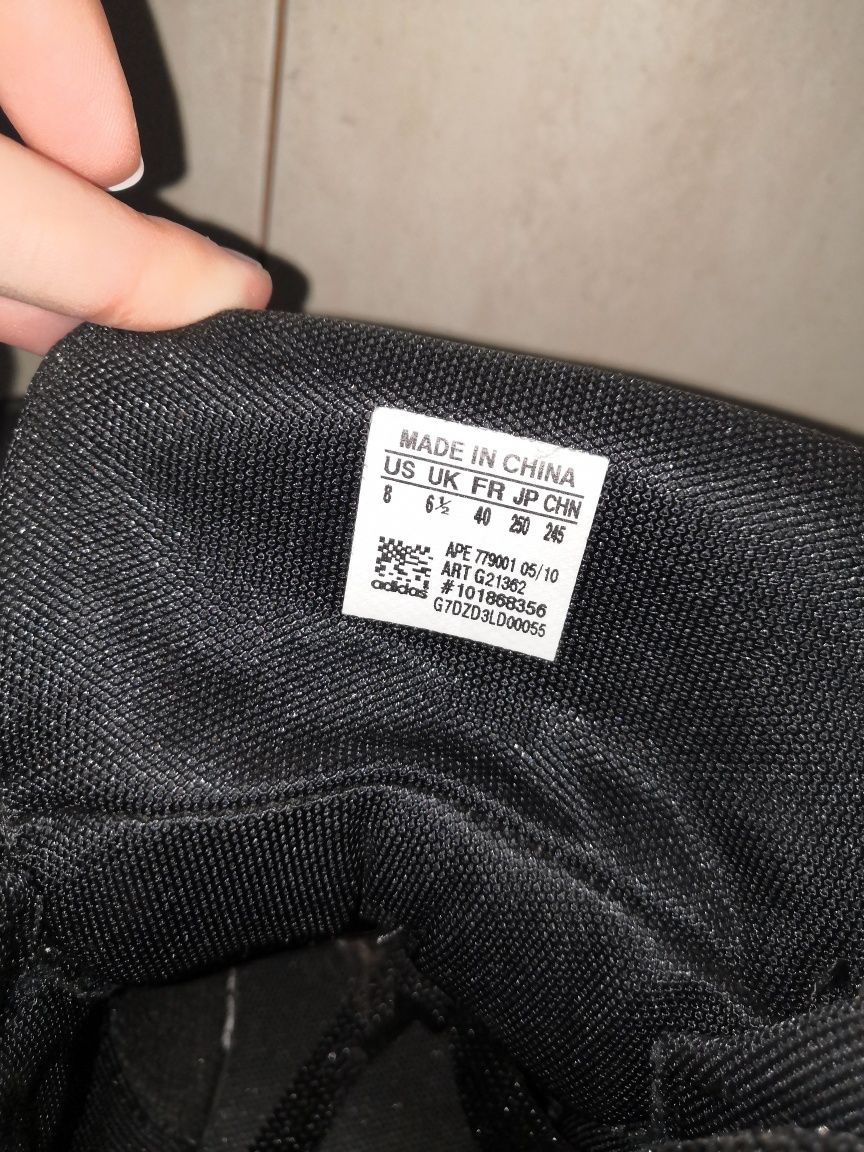 MADE IN CHINA
US UK FR JP CHN
8 6½ 40 250 245
APE 779001 05/10
ART G21362
#101868356
adidas G7DZD3LD00055